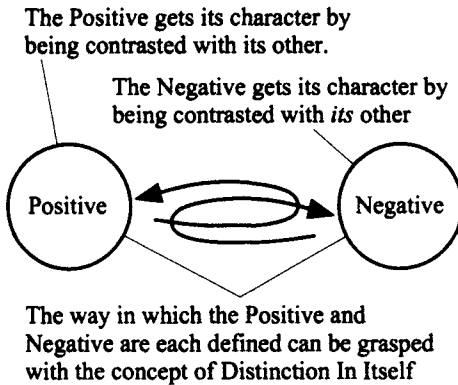 The Positive gets its character by
being contrasted with its other.
The Negative gets its character by
being contrasted with its other
Positive
Negative
The way in which the Positive and
Negative are each defined can be grasped
with the concept of Distinction In Itself